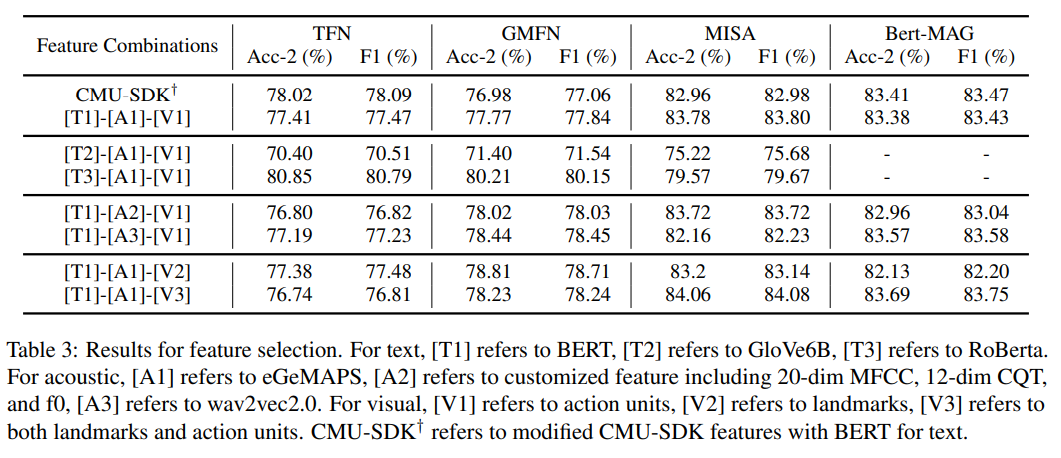 Feature Combinations TFN GMFN MISA Bert-MAG
Acc-2 (%) F1 (%) Acc-2 (%) F1 (%) Acc-2 (%) F1 (%) Acc-2 (%) F1 (%)
CMU-SDK† 78.02 78.09 76.98 77.06 82.96 82.98 83.41 83.47
[T1]-[A1]-[V1] 77.41 77.47 77.77 77.84 83.78 83.80 83.38 83.43
[T2]-[A1]-[V1] 70.40 70.51 71.40 71.54 75.22 75.68 - -
[T3]-[A1]-[V1] 80.85 80.79 80.21 80.15 79.57 79.67 - -
[T1]-[A2]-[V1] 76.80 76.82 78.02 78.03 83.72 83.72 82.96 83.04
[T1]-[A3]-[V1] 77.19 77.23 78.44 78.45 82.16 82.23 83.57 83.58
[T1]-[A1]-[V2] 77.38 77.48 78.81 78.71 83.2 83.14 82.13 82.20
[T1]-[A1]-[V3] 76.74 76.81 78.23 78.24 84.06 84.08 83.69 83.75
Table 3: Results for feature selection. For text, [T1] refers to BERT, [T2] refers to GloVe6B, [T3] refers to RoBerta.
For acoustic, [A1] refers to eGeMAPS, [A2] refers to customized feature including 20-dim MFCC, 12-dim CQT,
and f0, [A3] refers to wav2vec2.0. For visual, [V1] refers to action units, [V2] refers to landmarks, [V3] refers to
both landmarks and action units. CMU-SDK† refers to modified CMU-SDK features with BERT for text.